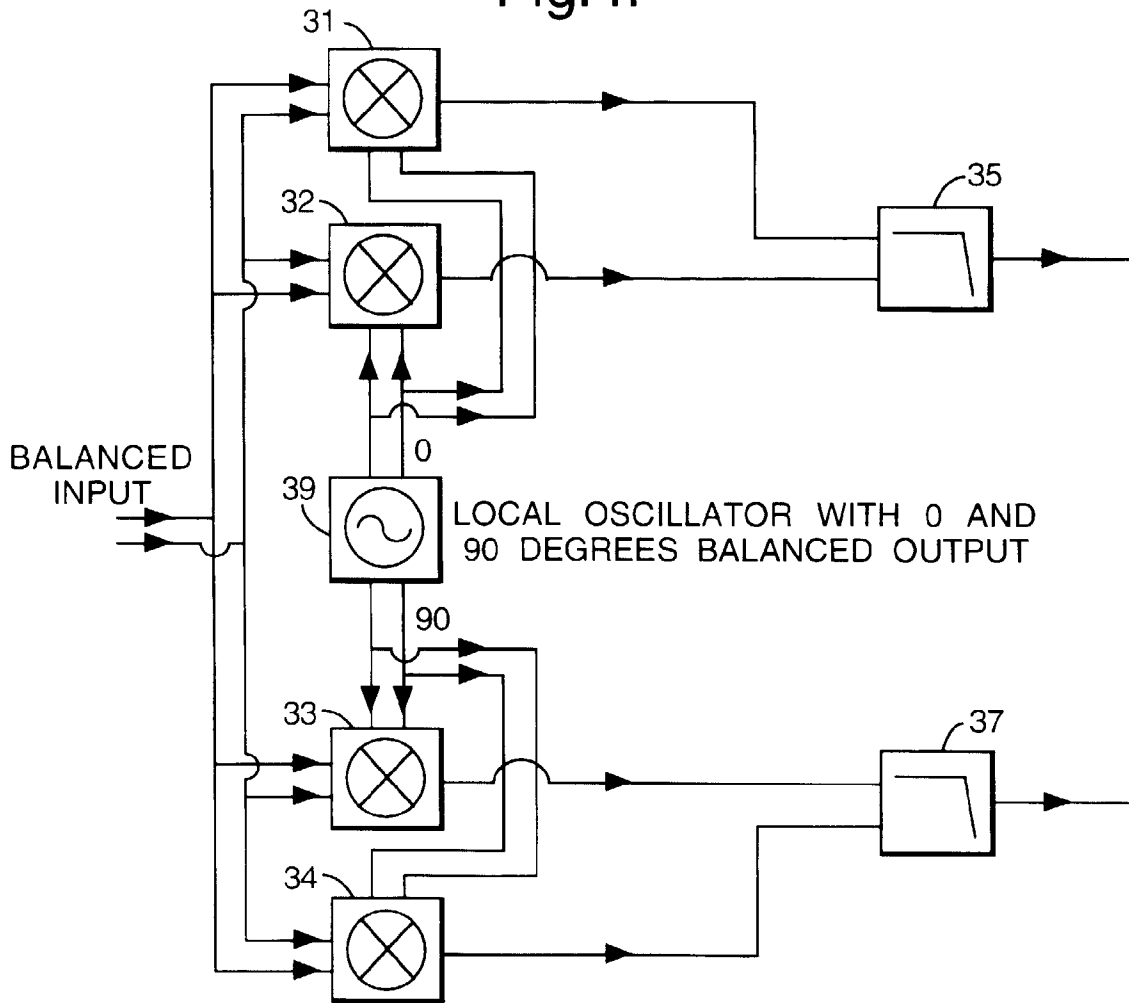 31
32
35
0
BALANCED
INPUT
39
LOCAL OSCILLATOR WITH 0 AND
90 DEGREES BALANCED OUTPUT
90
33
37
34